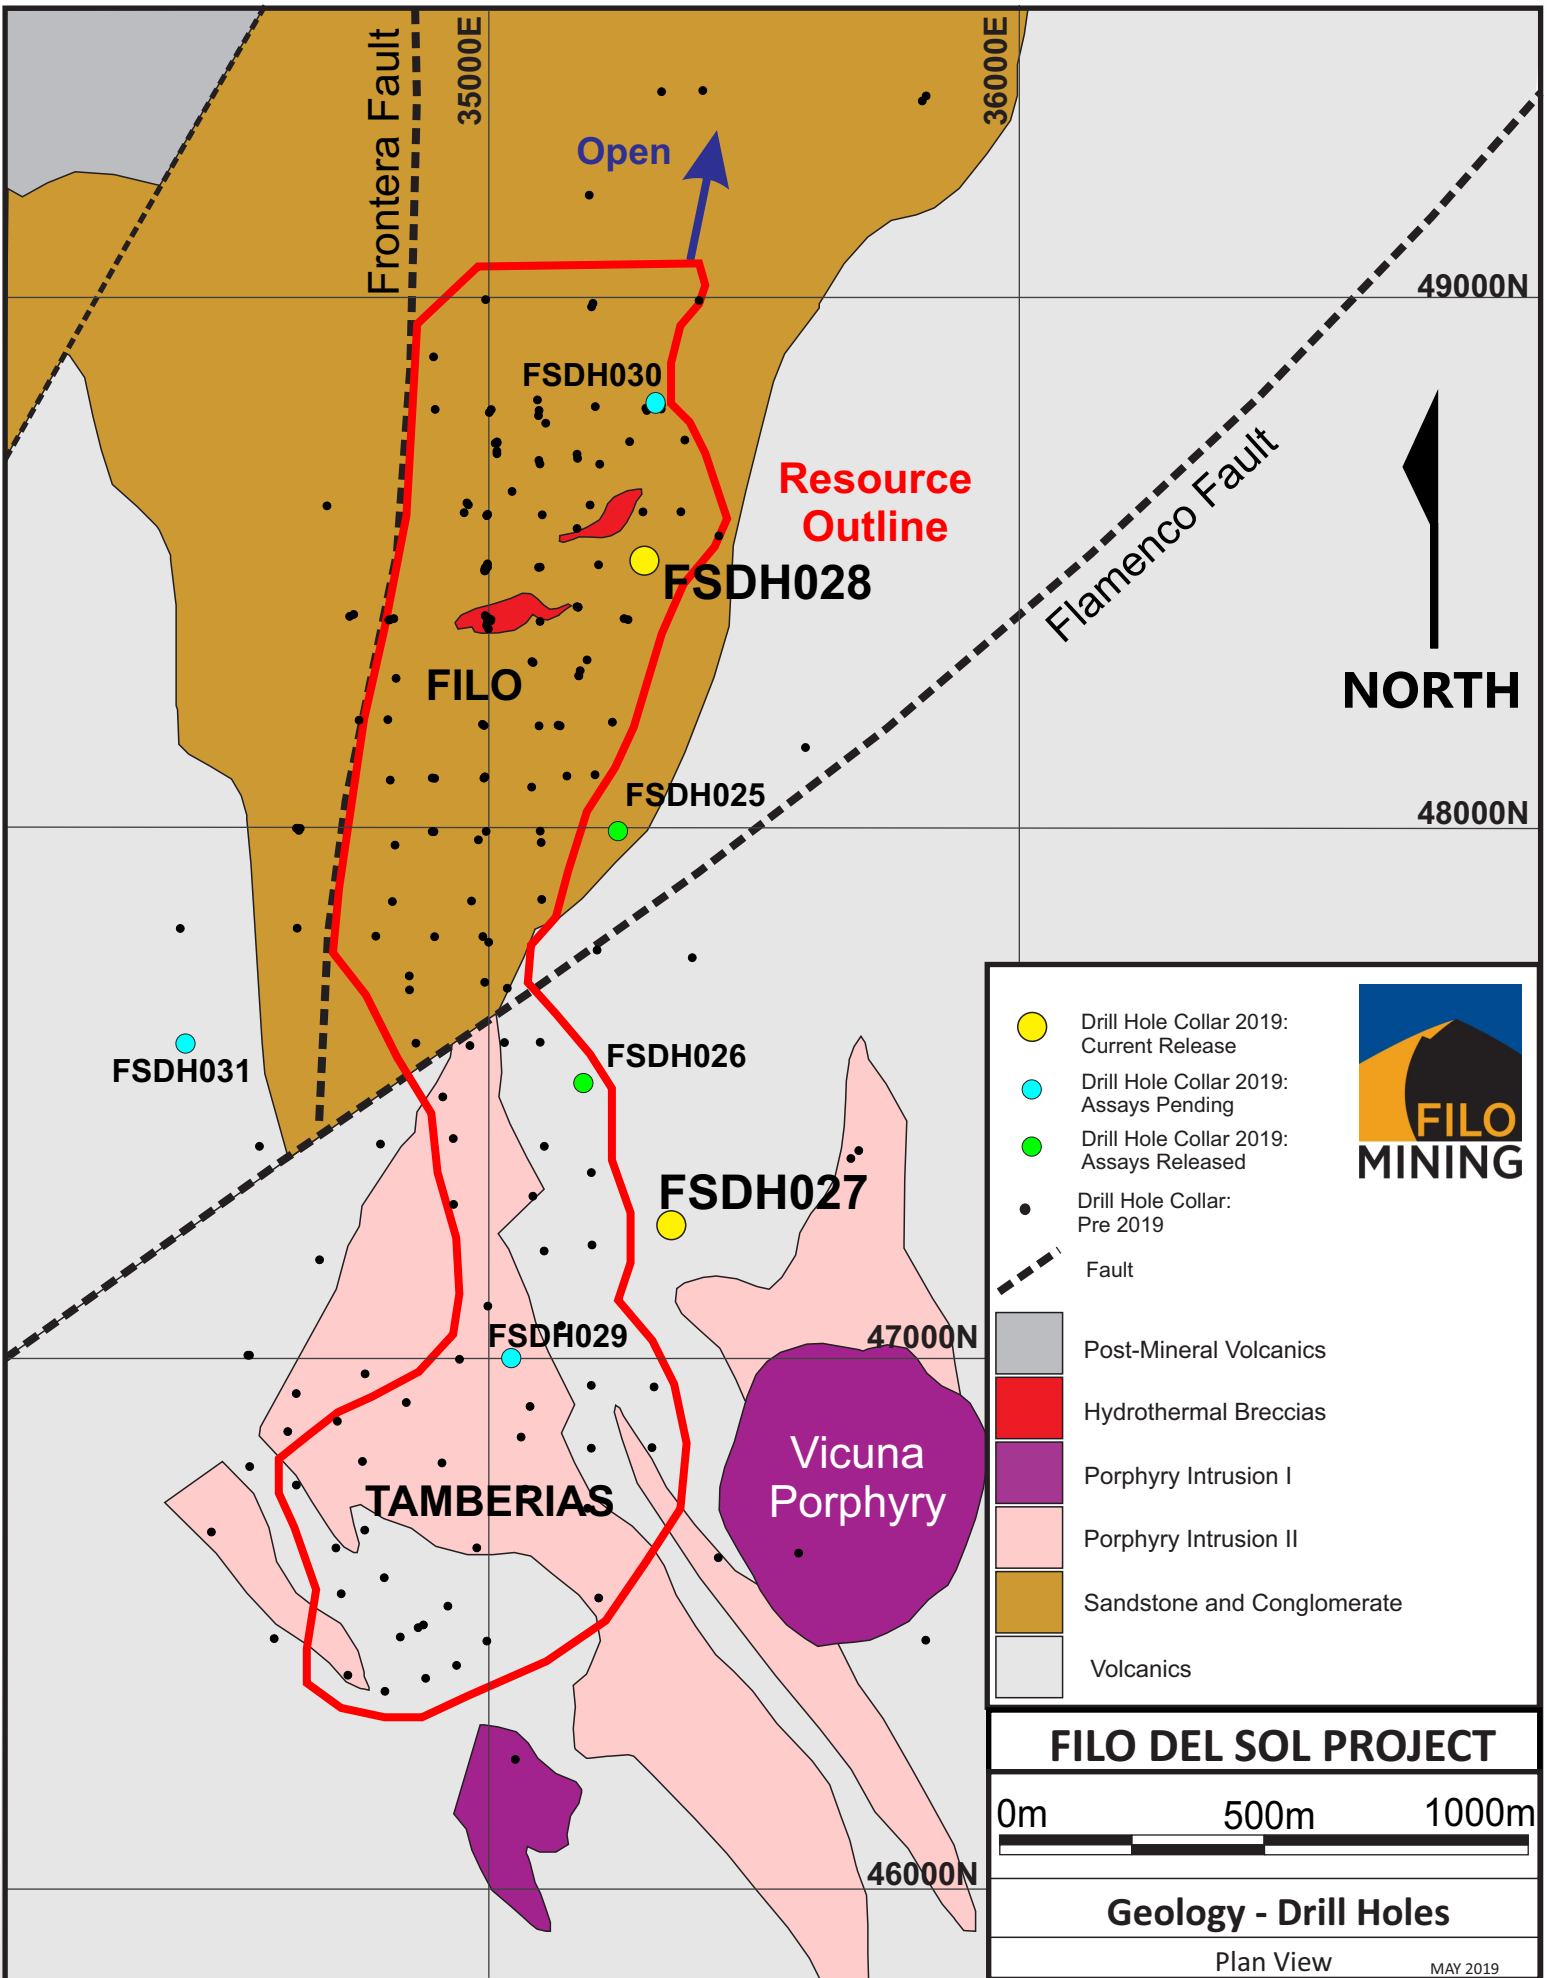 Frontera Fault
35000E
36000E
Open
49000N
FSDH030
Resource
Outline
Flamenco Fault
FSDH028
NORTH
FILO
FSDH025
48000N
FSDH031
FSDH026
FSDH027
FSDH029
47000N
Vicuna
Porphyry
TAMBERIAS
46000N
Drill Hole Collar 2019:
Current Release
Drill Hole Collar 2019:
Assays Pending
Drill Hole Collar 2019:
Assays Released
Drill Hole Collar:
Pre 2019
Fault
FILO
MINING
Post-Mineral Volcanics
Hydrothermal Breccias
Porphyry Intrusion I
Porphyry Intrusion II
Sandstone and Conglomerate
Volcanics
FILO DEL SOL PROJECT
0m 500m 1000m
Geology - Drill Holes
Plan View
MAY 2019